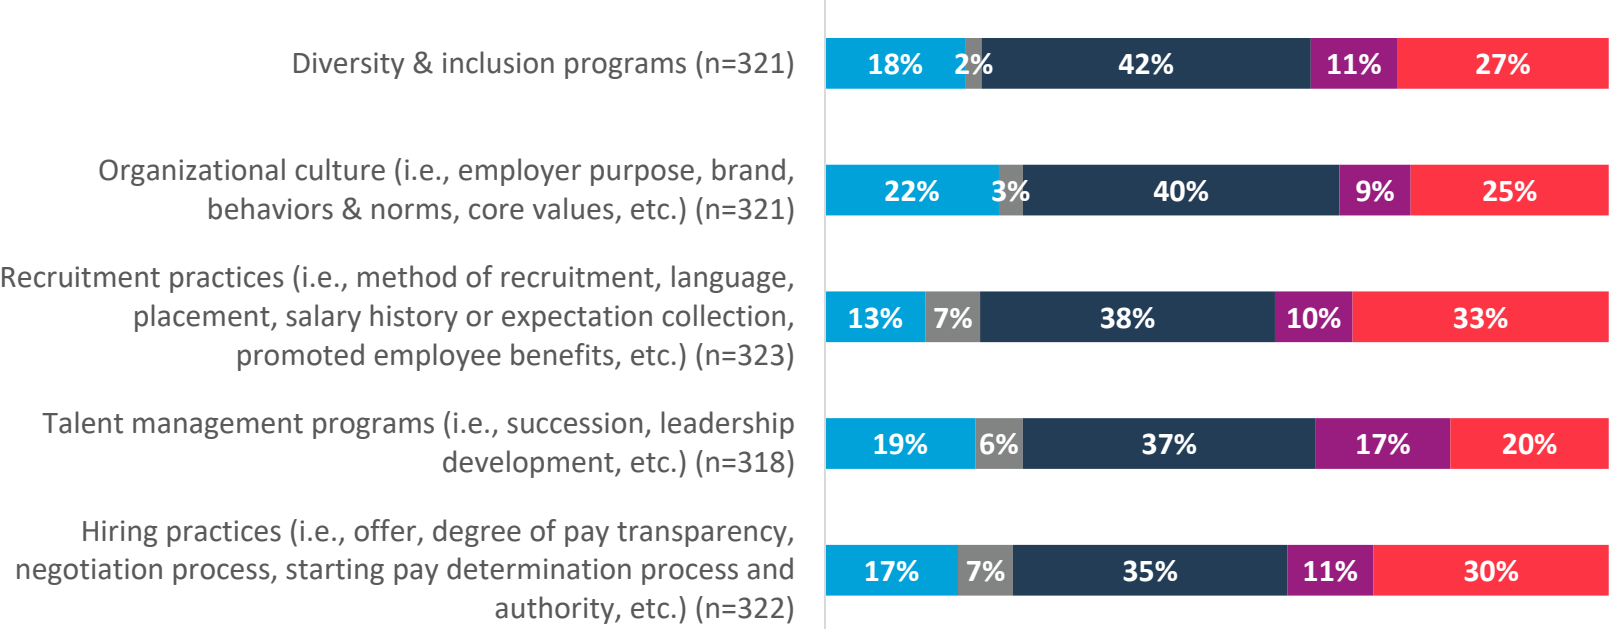 Diversity & inclusion programs (n=321)
18% 2% 42% 11% 27%
Organizational culture (i.e., employer purpose, brand,
behaviors & norms, core values, etc.) (n=321)
22% 3% 40% 9% 25%
Recruitment practices (i.e., method of recruitment, language,
placement, salary history or expectation collection,
promoted employee benefits, etc.) (n=323)
13% 7% 38% 10% 33%
Talent management programs (i.e., succession, leadership
development, etc.) (n=318)
19% 6% 37% 17% 20%
Hiring practices (i.e., offer, degree of pay transparency,
negotiation process, starting pay determination process and
authority, etc.) (n=322)
17% 7% 35% 11% 30%